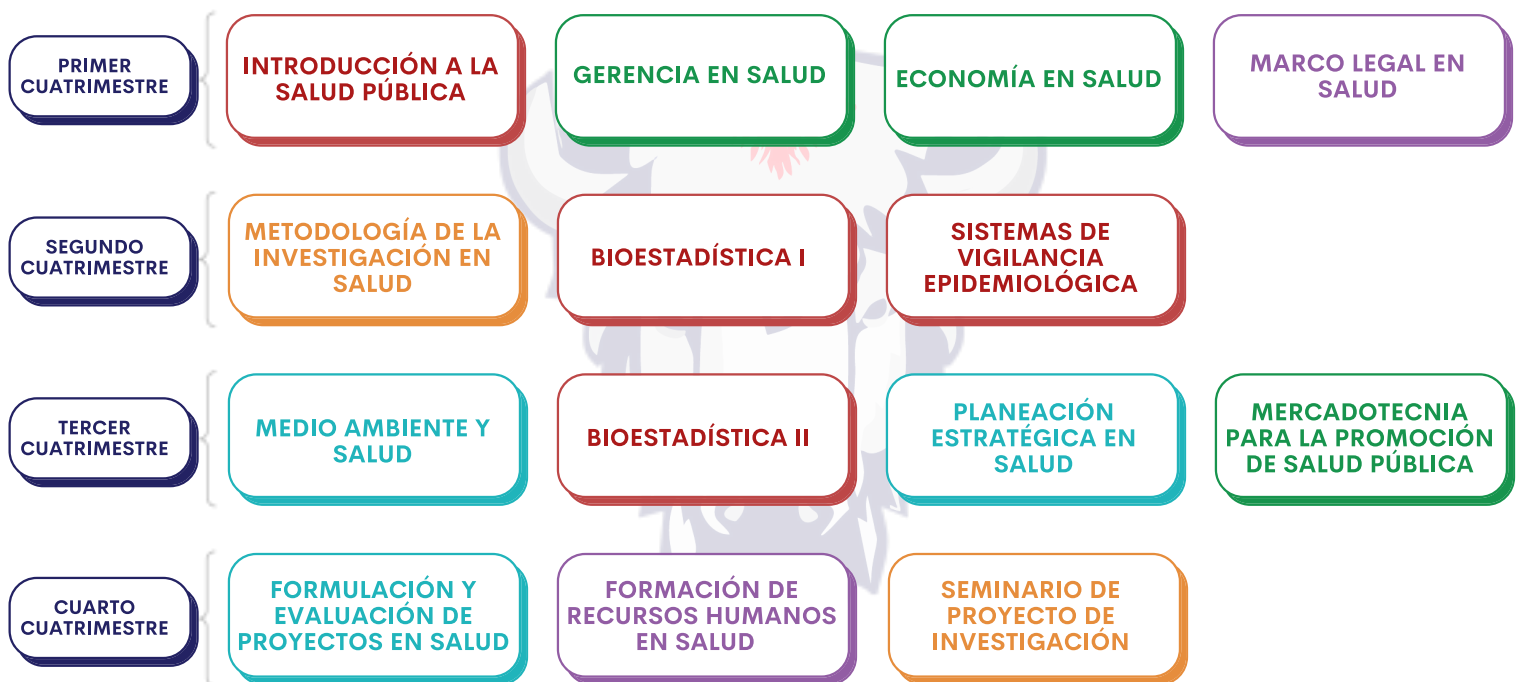 PRIMER
CUATRIMESTRE
INTRODUCCIÓN A LA
SALUD PÚBLICA
GERENCIA EN SALUD
ECONOMÍA EN SALUD
MARCO LEGAL EN
SALUD
SEGUNDO
CUATRIMESTRE
METODOLOGÍA DE LA
INVESTIGACIÓN EN
SALUD
BIOESTADÍSTICA I
SISTEMAS DE
VIGILANCIA
EPIDEMIOLÓGICA
TERCER
CUATRIMESTRE
MEDIO AMBIENTE Y
SALUD
BIOESTADÍSTICA II
PLANEACIÓN
ESTRATÉGICA EN
SALUD
MERCADOTECNIA
PARA LA PROMOCIÓN
DE SALUD PÚBLICA
CUARTO
CUATRIMESTRE
FORMULACIÓN Y
EVALUACIÓN DE
PROYECTOS EN SALUD
FORMACIÓN DE
RECURSOS HUMANOS
EN SALUD
SEMINARIO DE
PROYECTO DE
INVESTIGACIÓN